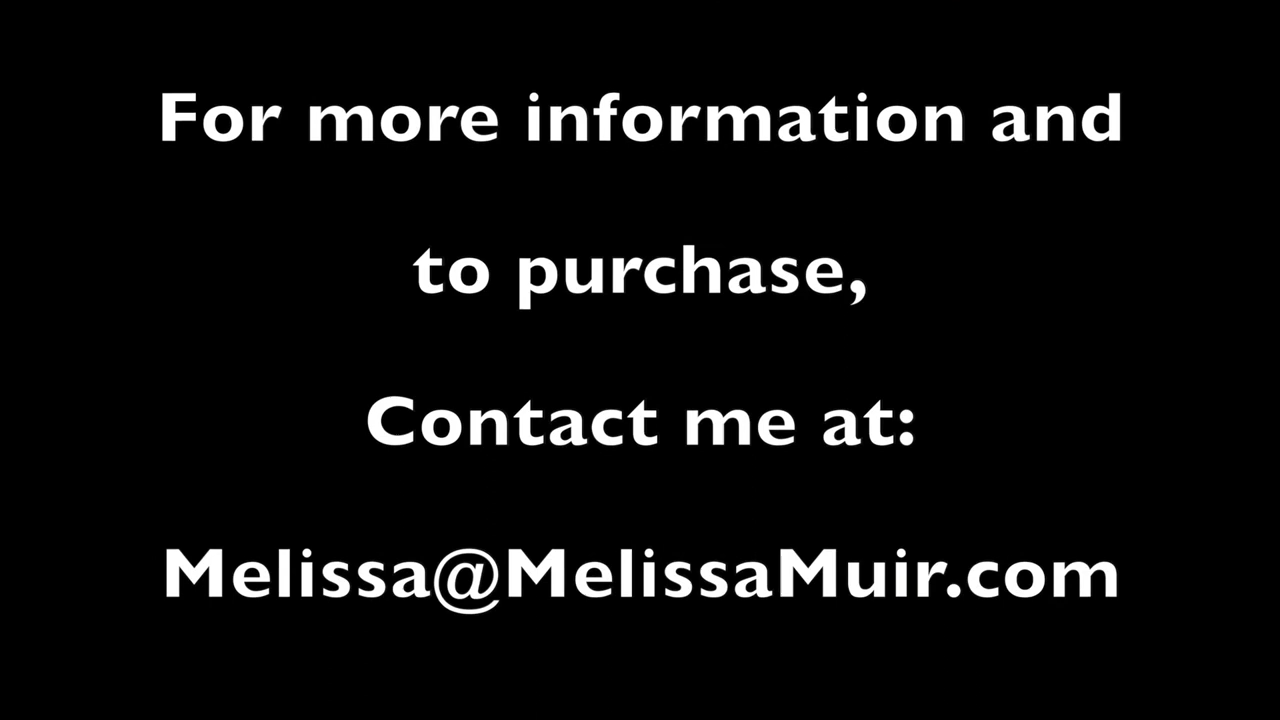 For more information and
to purchase,
Contact me at:
Melissa@MelissaMuir.com